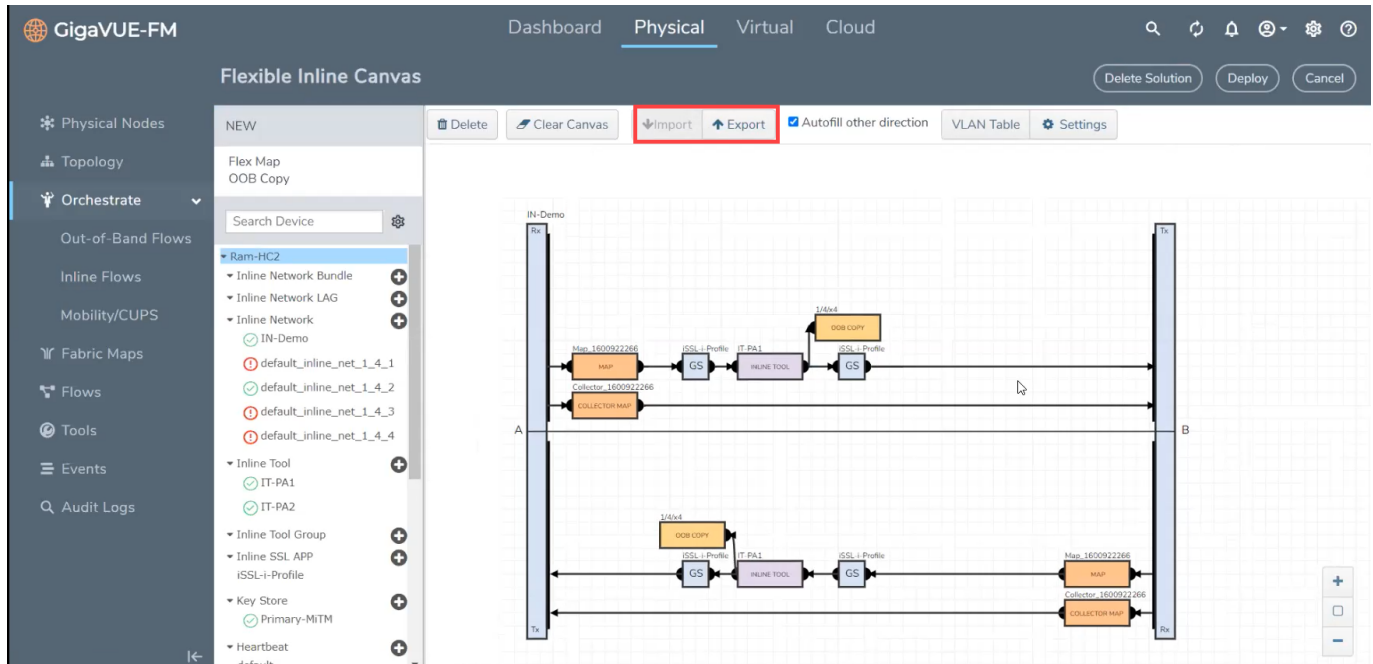 GigaVUE-FM
Dashboard
Physical
Virtual
Cloud
Flexible Inline Canvas
Delete Solution
Deploy
Cancel
Physical Nodes
Topology
Orchestrate
Out-of-Band Flows
Inline Flows
Mobility/CUPS
Fabric Maps
Flows
Tools
Events
Audit Logs
NEW
Flex Map
OOB Copy
Search Device
Ram-HC2
Inline Network Bundle
Inline Network LAG
Inline Network
IN-Demo
default_inline_net_1_4_1
default_inline_net_1_4_2
default_inline_net_1_4_3
default_inline_net_1_4_4
Inline Tool
IT-PA1
IT-PA2
Inline Tool Group
Inline SSL APP
iSSL-i-Profile
Key Store
Primary-MiTM
Heartbeat
default
Delete
Clear Canvas
Import
Export
Autofill other direction
VLAN Table
Settings
IN-Demo
Rx
Tx
1/4/x4
OOB COPY
Map_1600922266
iSSL-i-Profile
IT-PA1
iSSL-i-Profile
MAP
GS
INLINE TOOL
GS
Collector_1600922266
COLLECTOR MAP
A
B
1/4/x4
OOB COPY
iSSL-i-Profile
IT-PA1
iSSL-i-Profile
Map_1600922266
GS
INLINE TOOL
GS
MAP
Collector_1600922266
COLLECTOR MAP
Tx
Rx